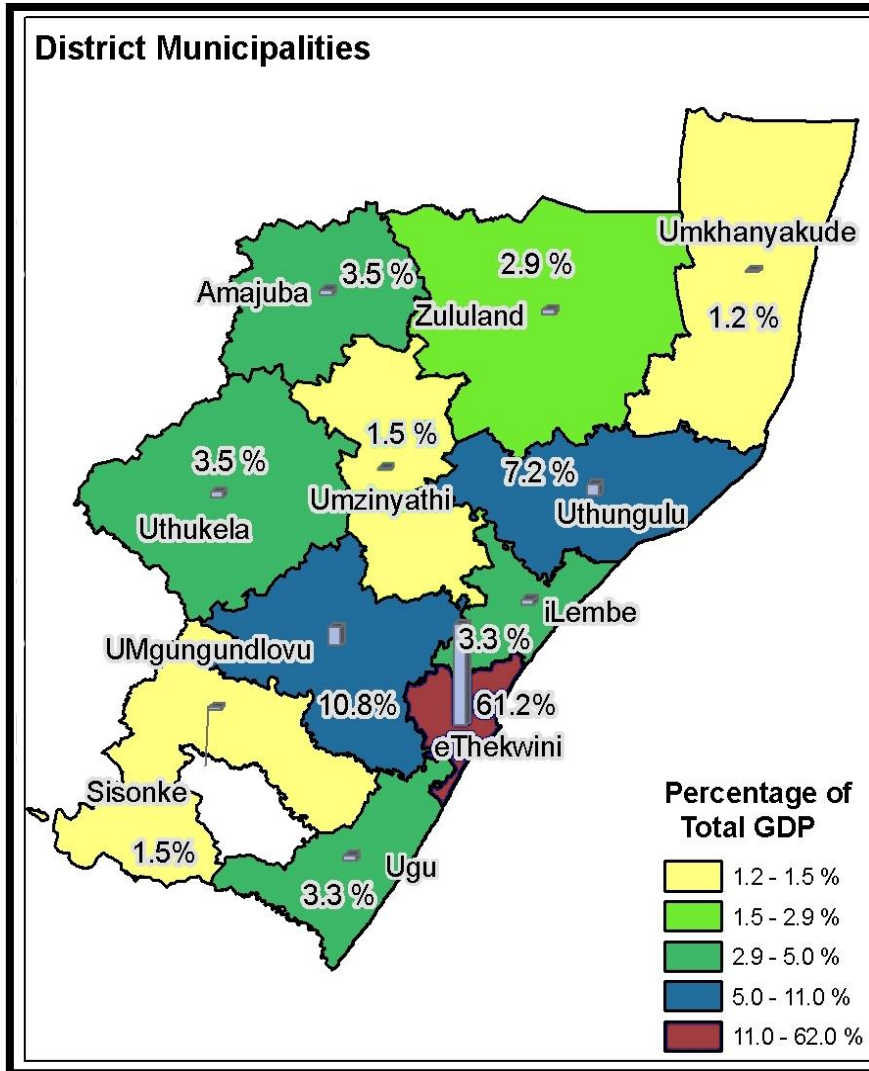 District Municipalities
Umkhanyakude
1.2 %
2.9 %
Zululand
3.5 %
Amajuba
1.5 %
Umzinyathi
3.5 %
Uthukela
7.2 %
Uthungulu
iLembe
3.3 %
UMgungundlovu
10.8%
61.2%
eThekwini
Sisonke
1.5%
Ugu
3.3 %
Percentage of
Total GDP
1.2 - 1.5 %
1.5 - 2.9 %
2.9 - 5.0 %
5.0 - 11.0 %
11.0 - 62.0 %